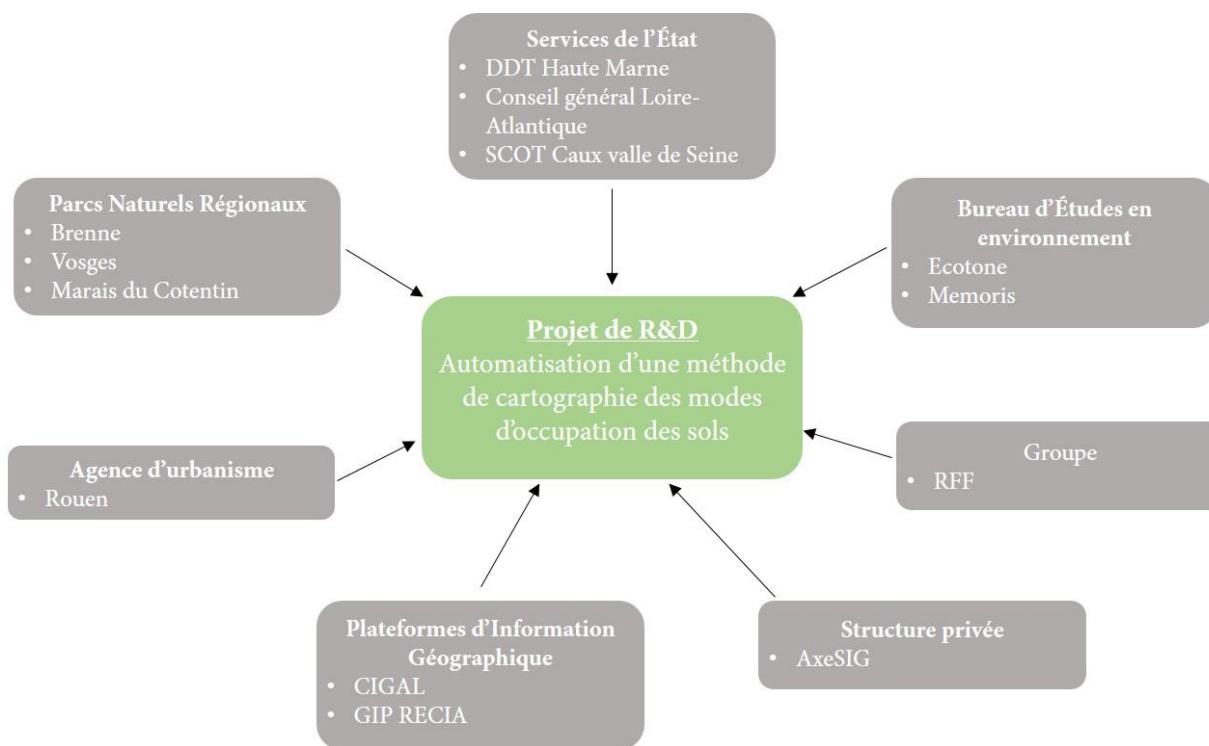 Services de l’État
• DDT Haute Marne
• Conseil général Loire-
Atlantique
• SCOT Caux valle de Seine
Parcs Naturels Régionaux
• Brenne
• Vosges
• Marais du Cotentin
Bureau d’Études en
environnement
• Ecotone
• Memoris
Projet de R&D
Automatisation d’une méthode
de cartographie des modes
d’occupation des sols
Agence d’urbanisme
• Rouen
Groupe
• RFF
Plateformes d’Information
Géographique
• CIGAL
• GIP RECIA
Structure privée
• AxeSIG